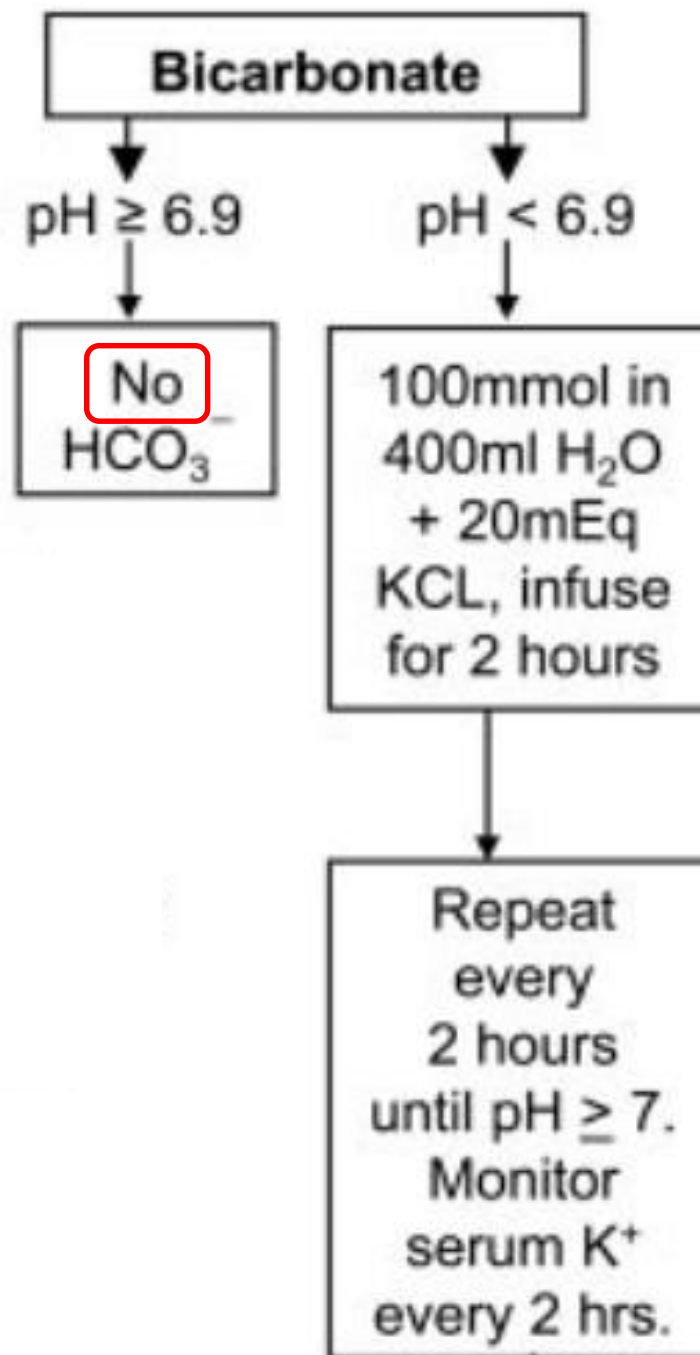 Bicarbonate
pH ≥ 6.9
pH < 6.9
No
HCO₃⁻
100mmol in
400ml H₂O
+ 20mEq
KCL, infuse
for 2 hours
Repeat
every
2 hours
until pH ≥ 7.
Monitor
serum K⁺
every 2 hrs.